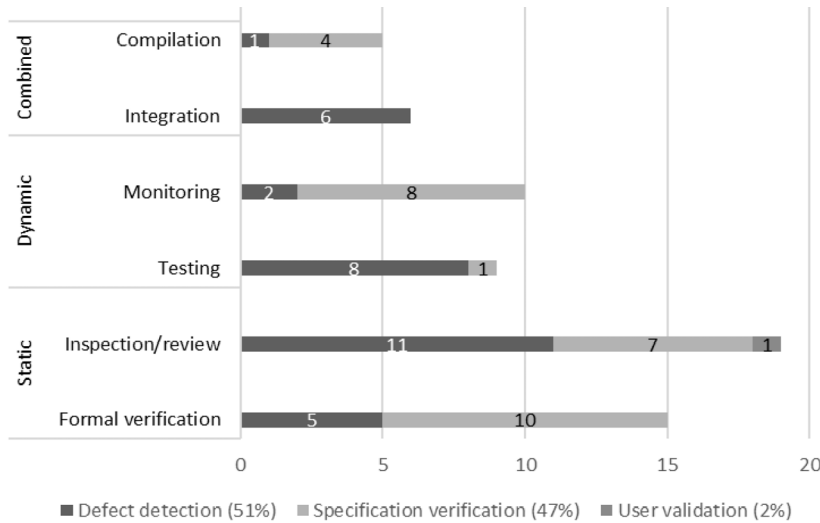 Combined
Compilation
1 4
Integration
6
Dynamic
Monitoring
2 8
Testing
8 1
Static
Inspection/review
11 7 1
Formal verification
5 10
0 5 10 15 20
Defect detection (51%) Specification verification (47%) User validation (2%)